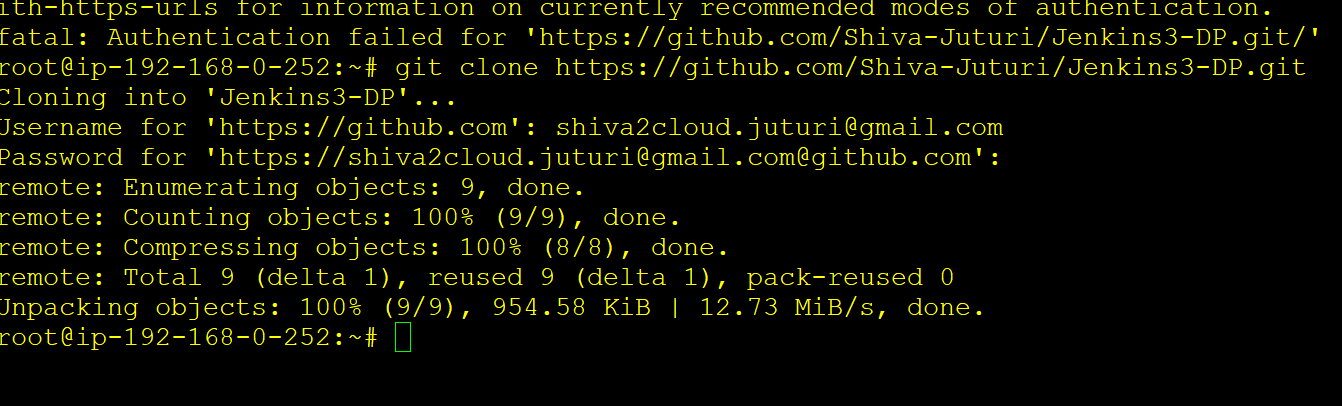 ith-https-urls for information on currently recommended modes of authentication.
fatal: Authentication failed for 'https://github.com/Shiva-Juturi/Jenkins3-DP.git/'
root@ip-192-168-0-252:~# git clone https://github.com/Shiva-Juturi/Jenkins3-DP.git
Cloning into 'Jenkins3-DP'...
Username for 'https://github.com': shiva2cloud.juturi@gmail.com
Password for 'https://shiva2cloud.juturi@gmail.com@github.com':
remote: Enumerating objects: 9, done.
remote: Counting objects: 100% (9/9), done.
remote: Compressing objects: 100% (8/8), done.
remote: Total 9 (delta 1), reused 9 (delta 1), pack-reused 0
Unpacking objects: 100% (9/9), 954.58 KiB | 12.73 MiB/s, done.
root@ip-192-168-0-252:~#